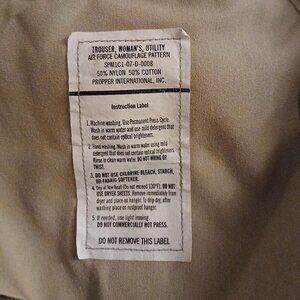 TROUSER, WOMAN'S, UTILITY
AIR FORCE CAMOUFLAGE PATTERN
SPM1C1-07-D-0008
50% NYLON 50% COTTON
PROPPER INTERNATIONAL, INC.
Instruction Label
1. Machine washing. Use Permanent Press Cycle.
Wash in warm water and use mild detergent that
does not contain optical brighteners.
2. Hand washing. Wash in warm water using mild
detergent that does not contain optical brighteners.
Rinse in clean warm water. DO NOT WRING OR
TWIST.
3. DO NOT USE CHLORINE BLEACH, STARCH,
OR FABRIC SOFTENER.
4. Dry at low heat (Do not exceed 130°F). DO NOT
USE DRYER SHEETS. Remove immediately from
dryer and place on hanger. To drip dry, after
washing place on rustproof hanger.
5. If needed, use light ironing.
DO NOT COMMERCIALLY HOT PRESS.
DO NOT REMOVE THIS LABEL